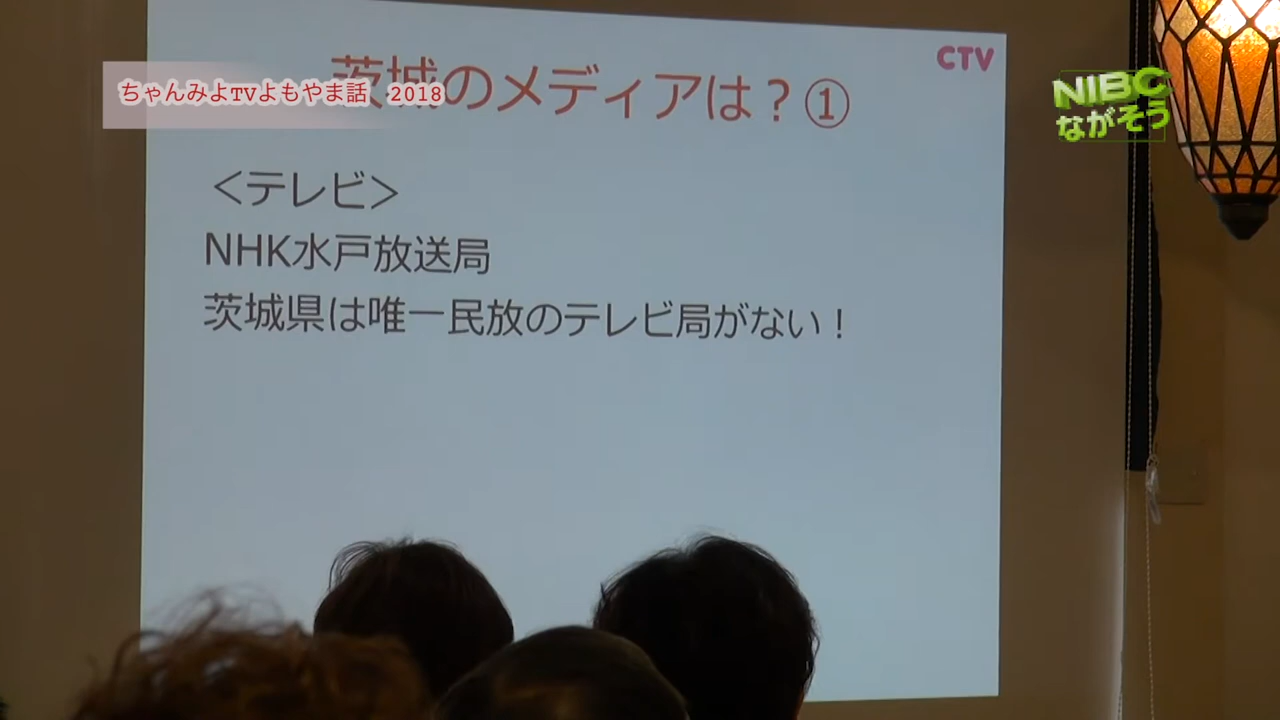 CTV
茨城のメディアは？①
ちゃんみよTVよもやま話 2018
NIBC
ながそう
＜テレビ＞
NHK水戸放送局
茨城県は唯一民放のテレビ局がない！